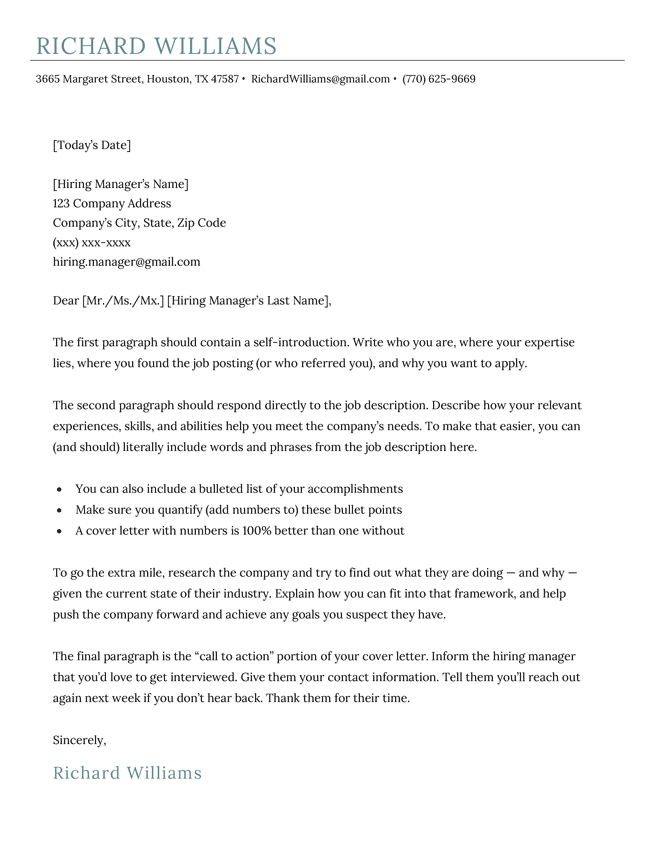 RICHARD WILLIAMS
3665 Margaret Street, Houston, TX 47587 • RichardWilliams@gmail.com • (770) 625-9669
[Today’s Date]
[Hiring Manager’s Name]
123 Company Address
Company’s City, State, Zip Code
(xxx) xxx-xxxx
hiring.manager@gmail.com
Dear [Mr./Ms./Mx.] [Hiring Manager’s Last Name],
The first paragraph should contain a self-introduction. Write who you are, where your expertise
lies, where you found the job posting (or who referred you), and why you want to apply.
The second paragraph should respond directly to the job description. Describe how your relevant
experiences, skills, and abilities help you meet the company’s needs. To make that easier, you can
(and should) literally include words and phrases from the job description here.
• You can also include a bulleted list of your accomplishments
• Make sure you quantify (add numbers to) these bullet points
• A cover letter with numbers is 100% better than one without
To go the extra mile, research the company and try to find out what they are doing — and why —
given the current state of their industry. Explain how you can fit into that framework, and help
push the company forward and achieve any goals you suspect they have.
The final paragraph is the “call to action” portion of your cover letter. Inform the hiring manager
that you’d love to get interviewed. Give them your contact information. Tell them you’ll reach out
again next week if you don’t hear back. Thank them for their time.
Sincerely,
Richard Williams